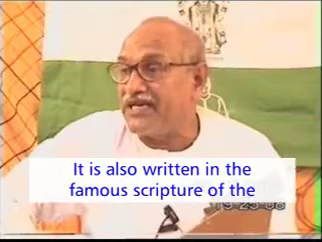 It is also written in the
famous scripture of the